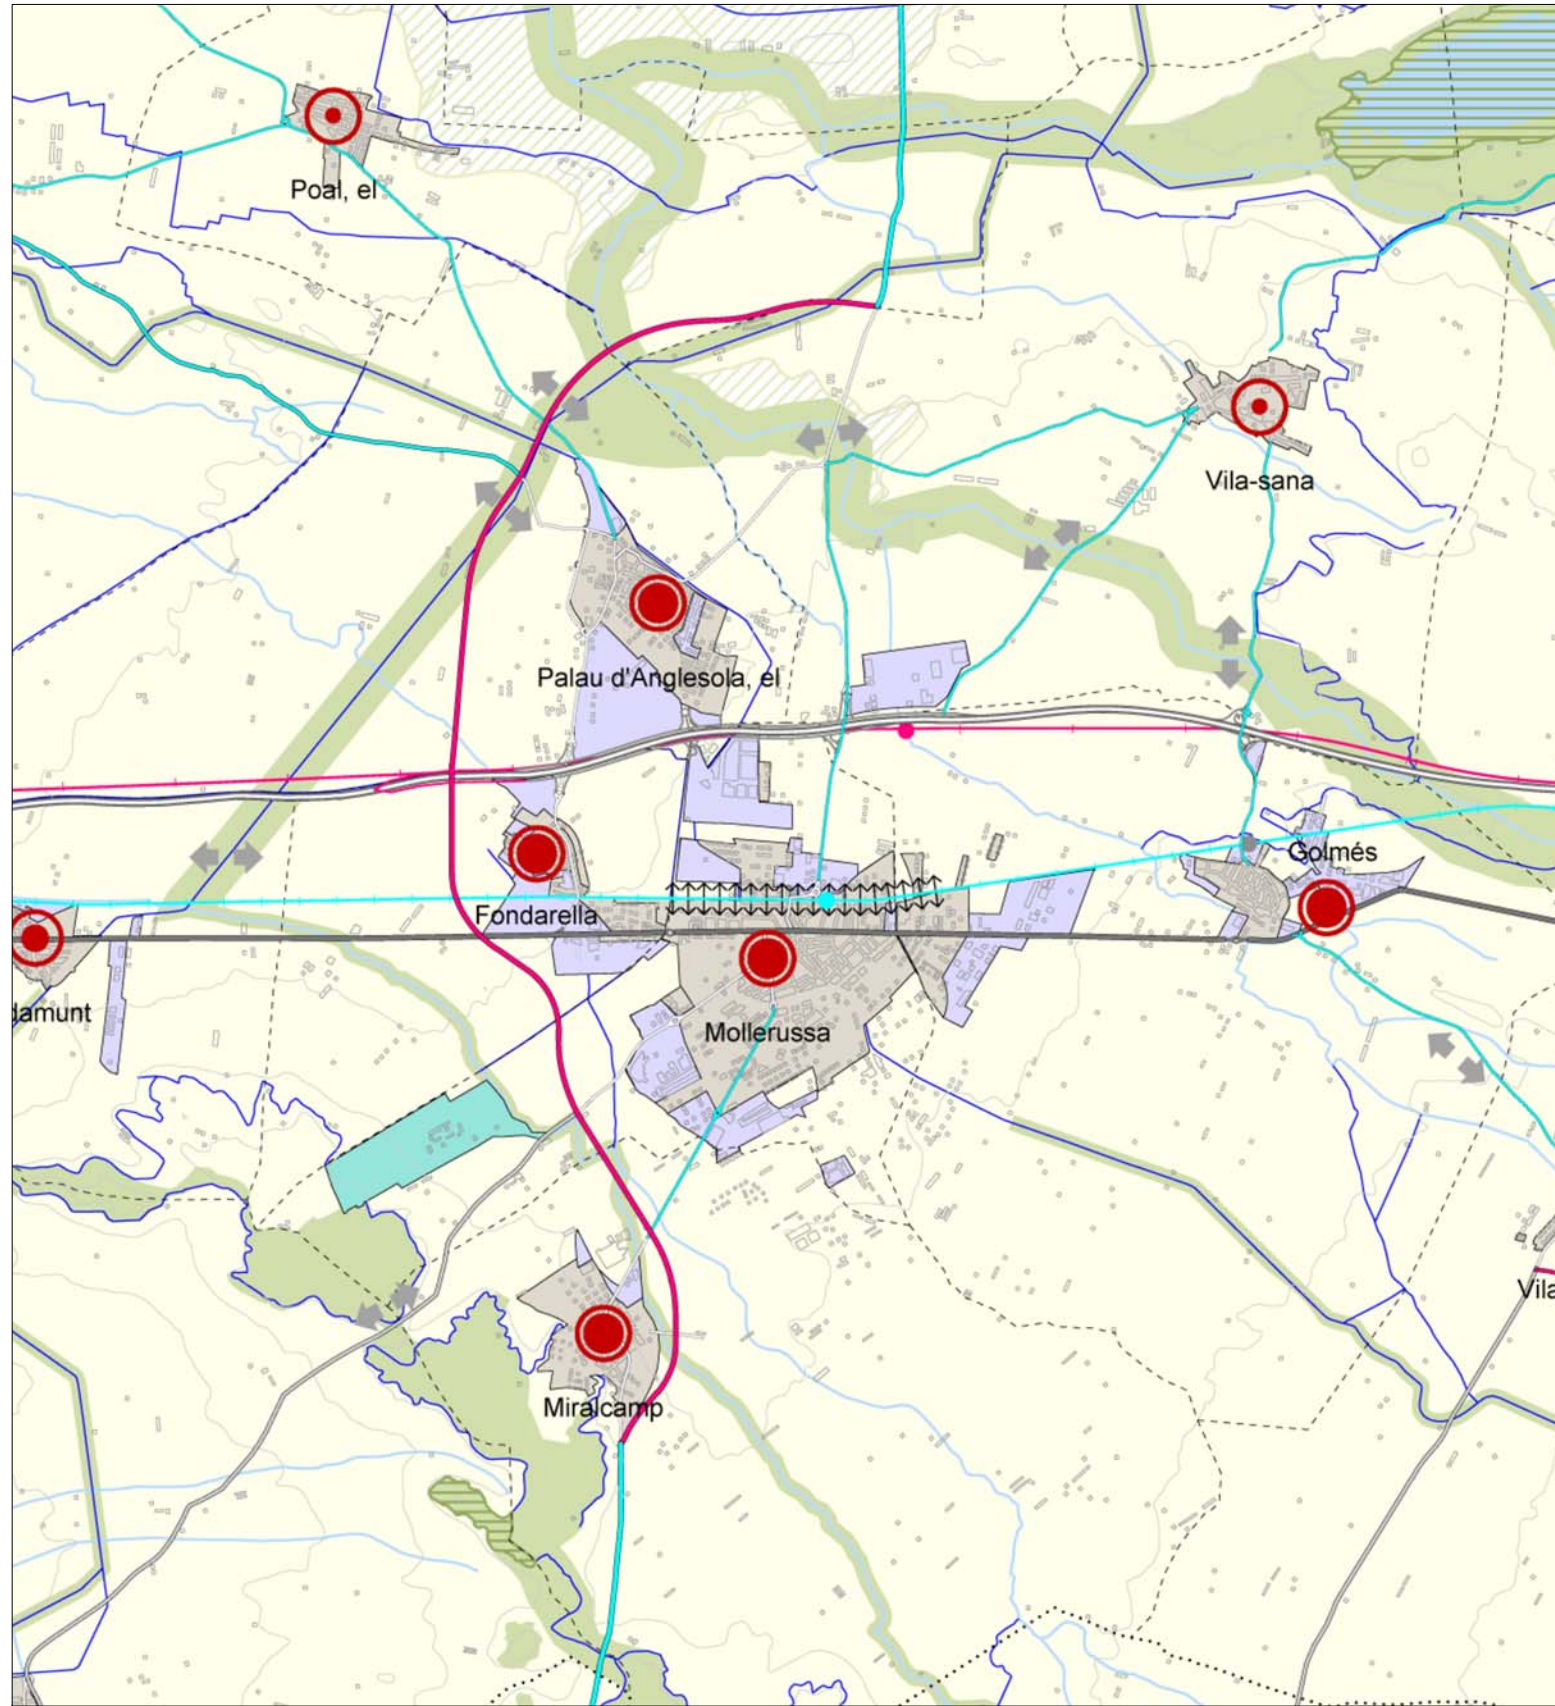 Poal, el
Vila-sana
Palau d'Anglesola, el
Golmés
Fondarella
damunt
Mollerussa
Vila
Miralcamp